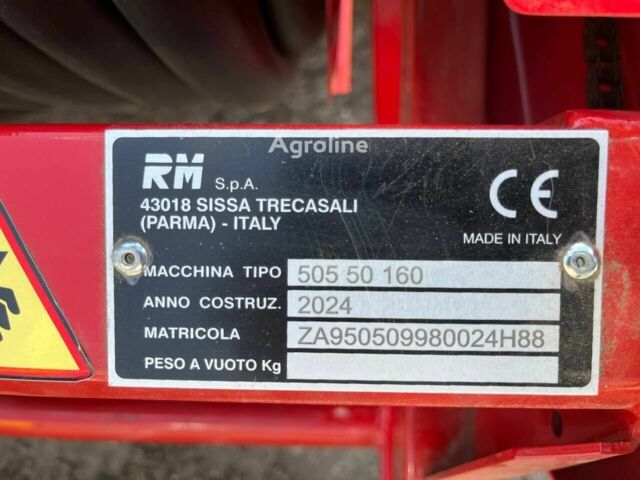 Agroline
RM S.p.A.
43018 SISSA TRECASALI
(PARMA) - ITALY
CE
MADE IN ITALY
MACCHINA TIPO 505 50 160
ANNO COSTRUZ. 2024
MATRICOLA ZA950509980024H88
PESO A VUOTO Kg